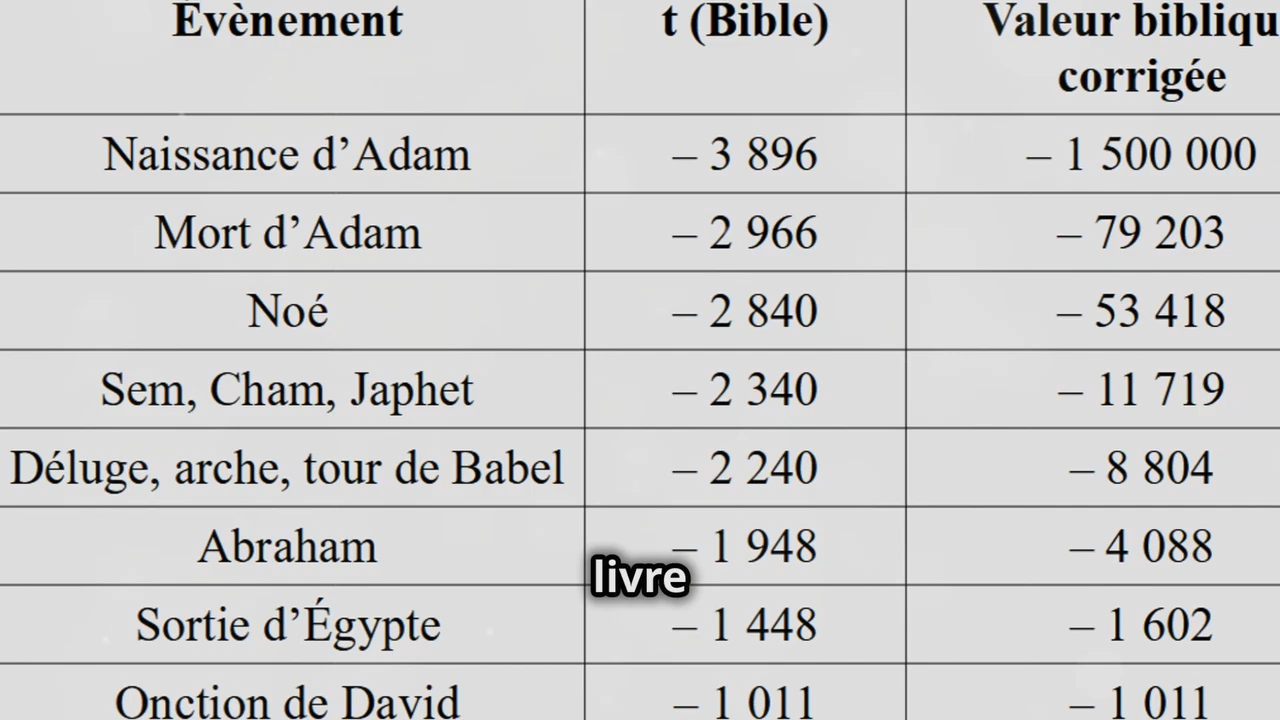 Évènement t (Bible) Valeur bibliqu
corrigée
Naissance d’Adam – 3 896 – 1 500 000
Mort d’Adam – 2 966 – 79 203
Noé – 2 840 – 53 418
Sem, Cham, Japhet – 2 340 – 11 719
Déluge, arche, tour de Babel – 2 240 – 8 804
Abraham – 1 948 – 4 088
livre
Sortie d’Égypte – 1 448 – 1 602
Onction de David – 1 011 – 1 011